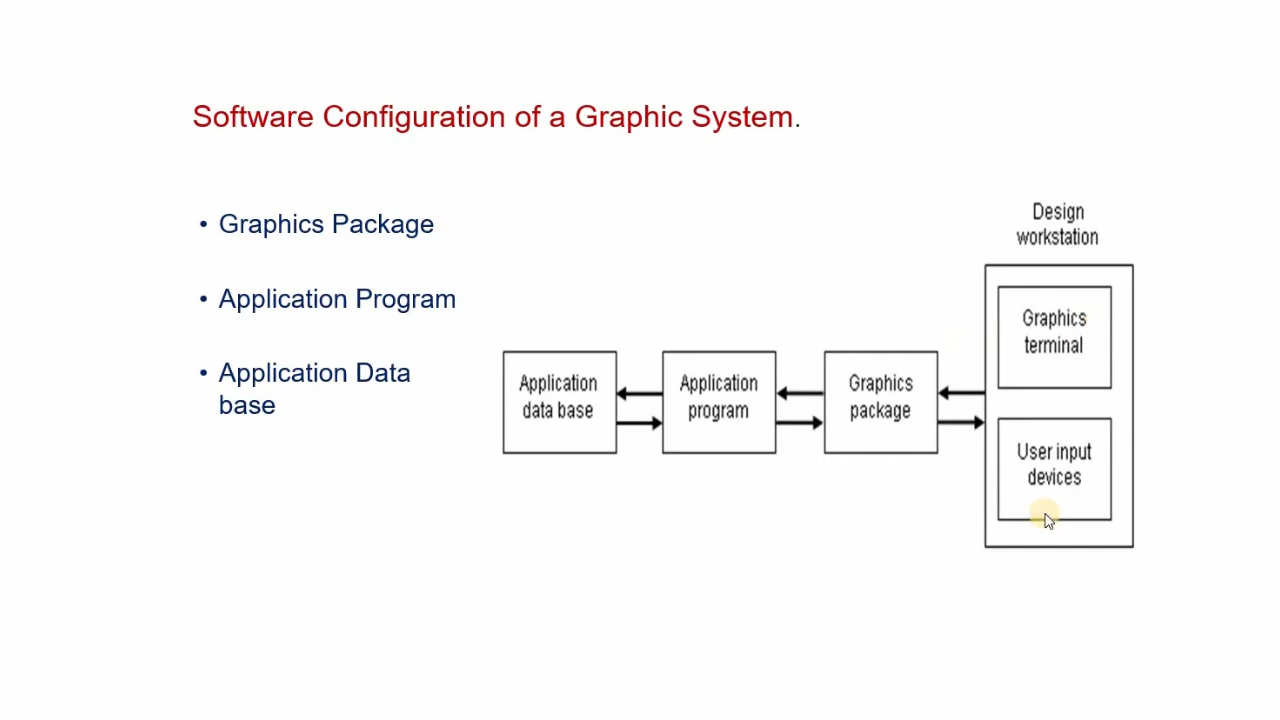 Software Configuration of a Graphic System.
• Graphics Package
• Application Program
• Application Data
base
Design
workstation
Graphics
terminal
Application
data base
Application
program
Graphics
package
User input
devices